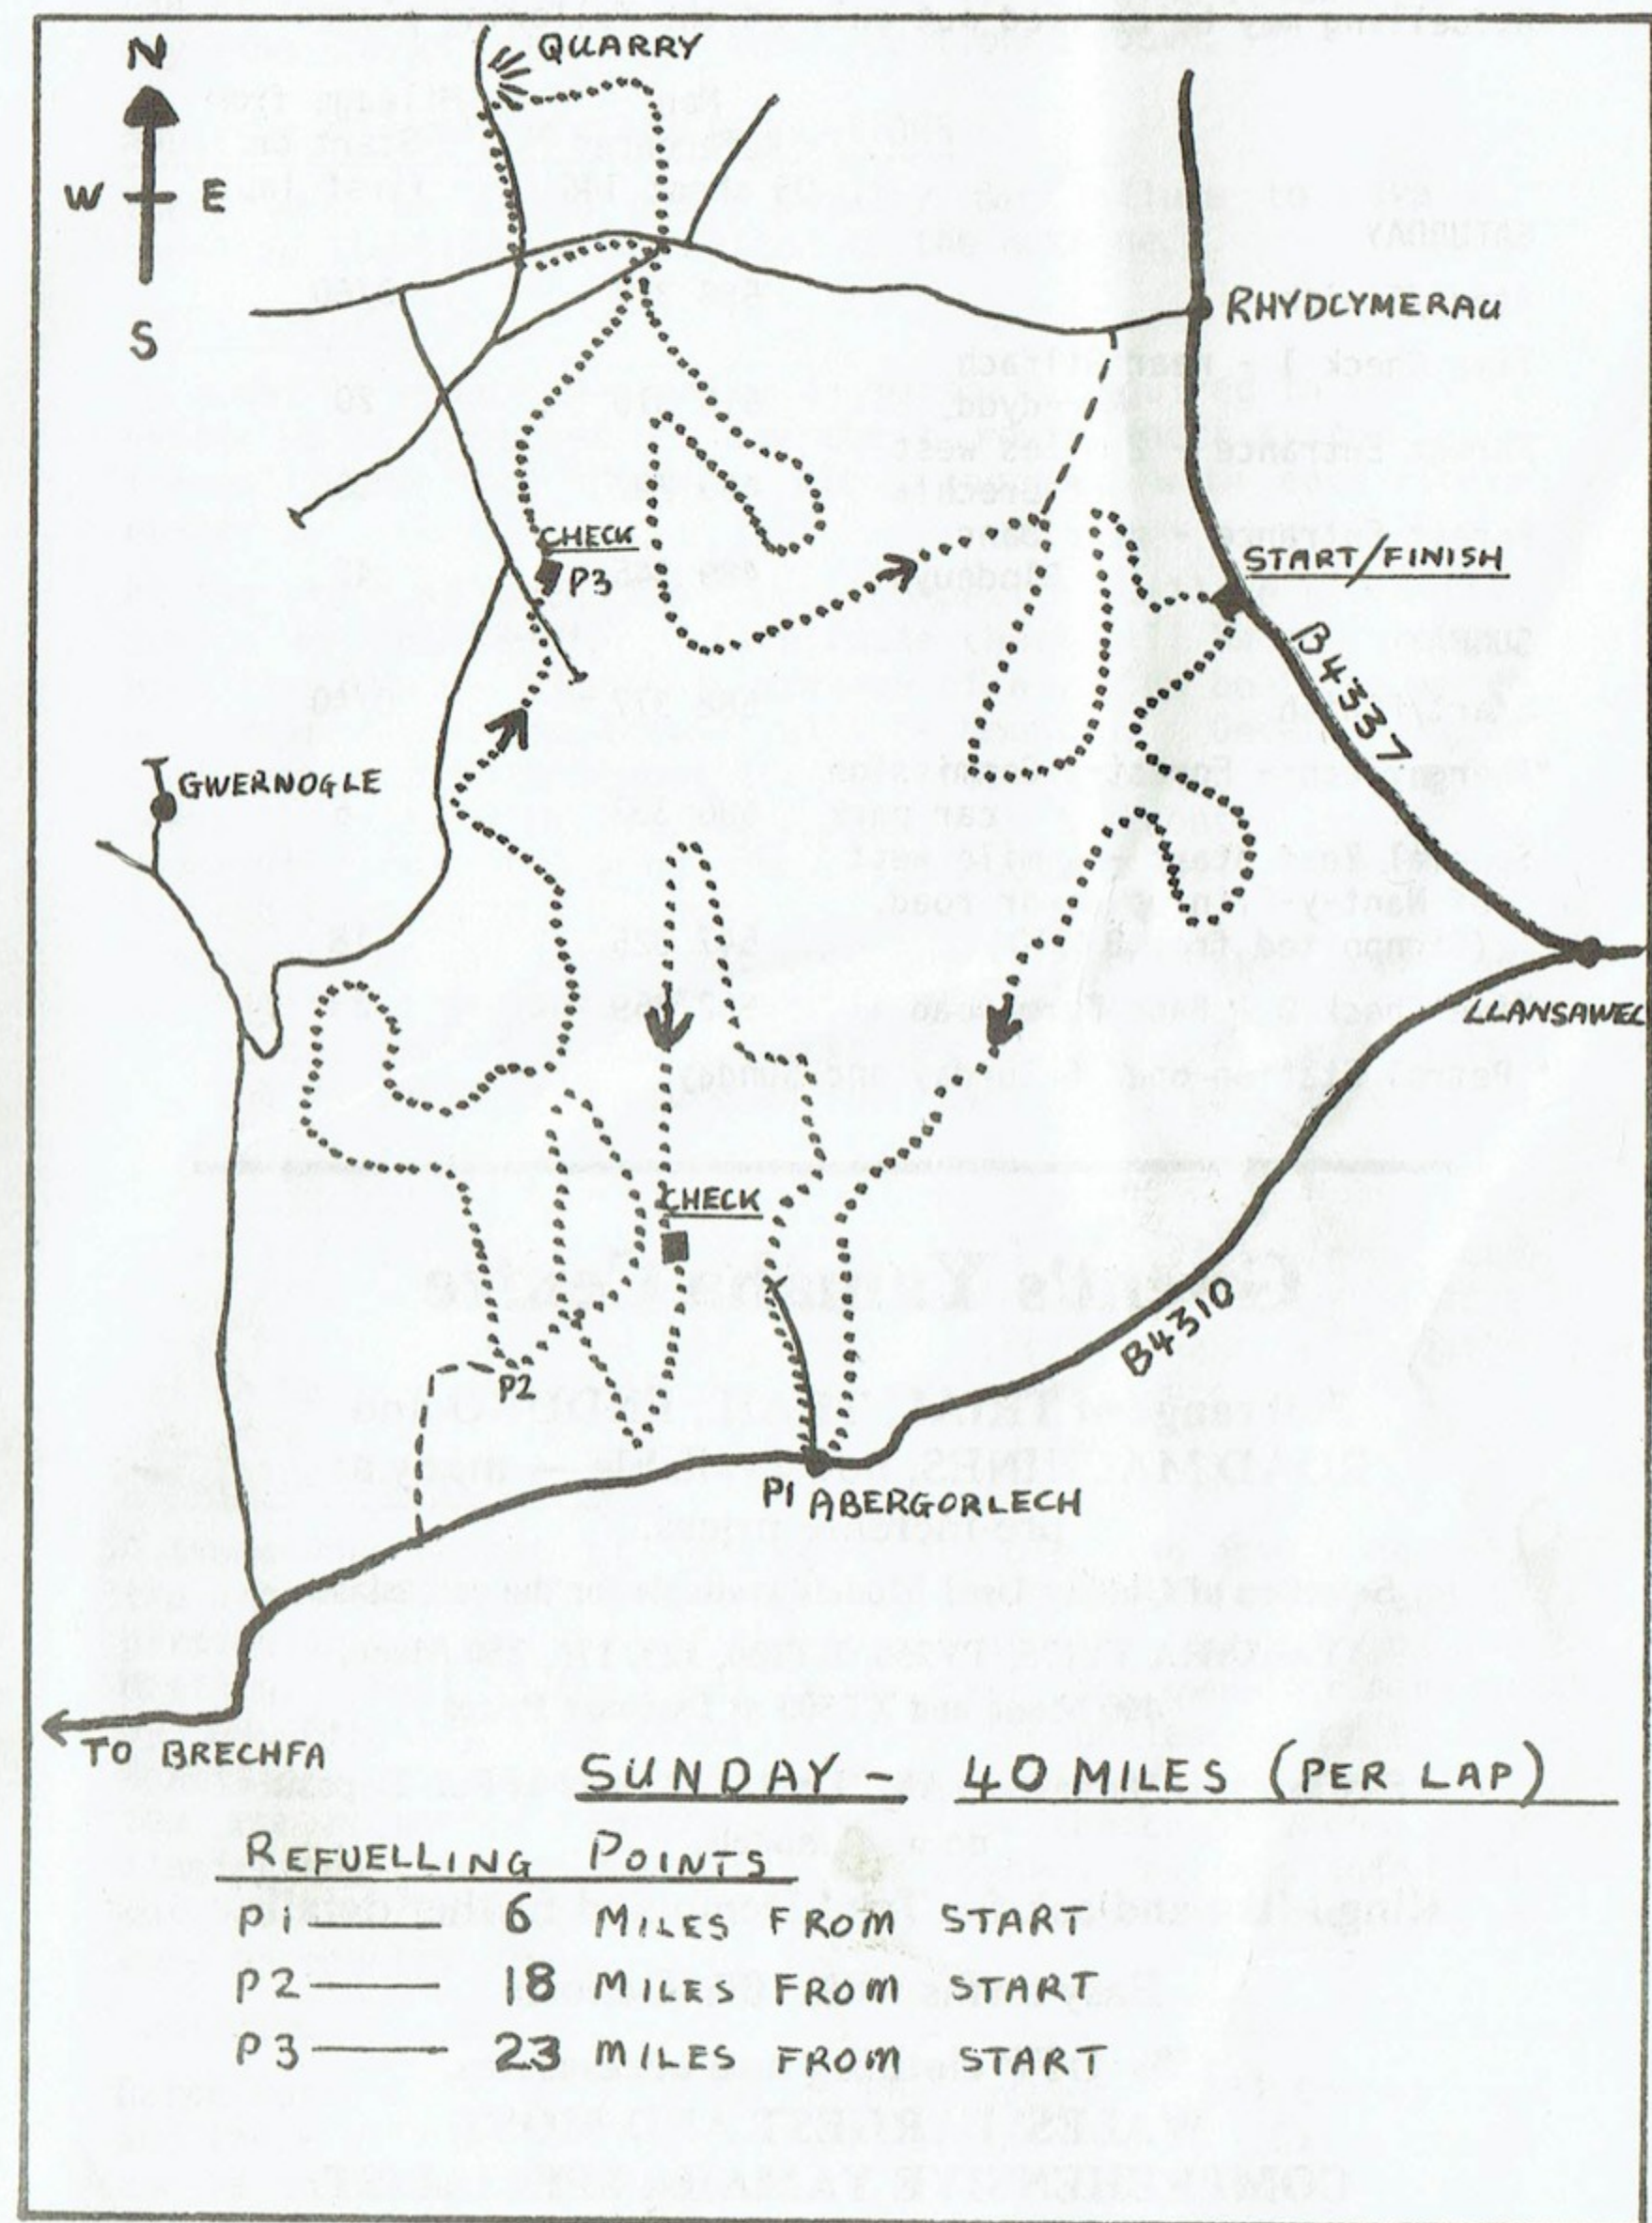 N
QUARRY
W E
S
RHYDCYMERAU
CHECK
P3
START/FINISH
B4337
GWERNOGLE
LLANSAWEL
CHECK
P2
B4310
P1 ABERGORLECH
TO BRECHFA
SUNDAY - 40 MILES (PER LAP)
REFUELLING POINTS
P1 — 6 MILES FROM START
P2 — 18 MILES FROM START
P3 — 23 MILES FROM START